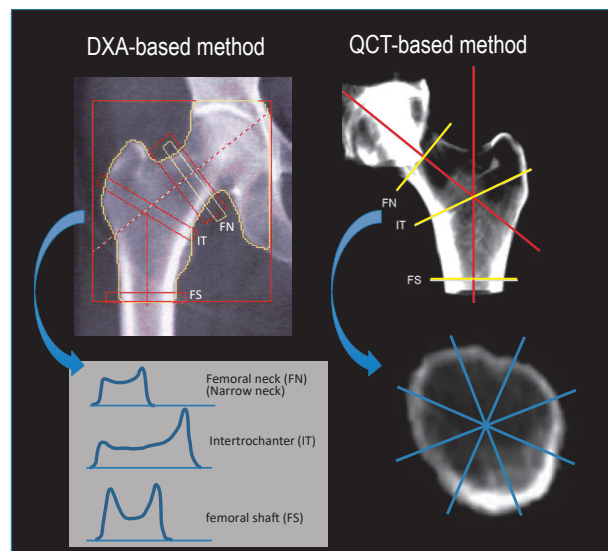 DXA-based method
QCT-based method
FN
IT
FS
FN
IT
FS
Femoral neck (FN)
(Narrow neck)
Intertrochanter (IT)
femoral shaft (FS)